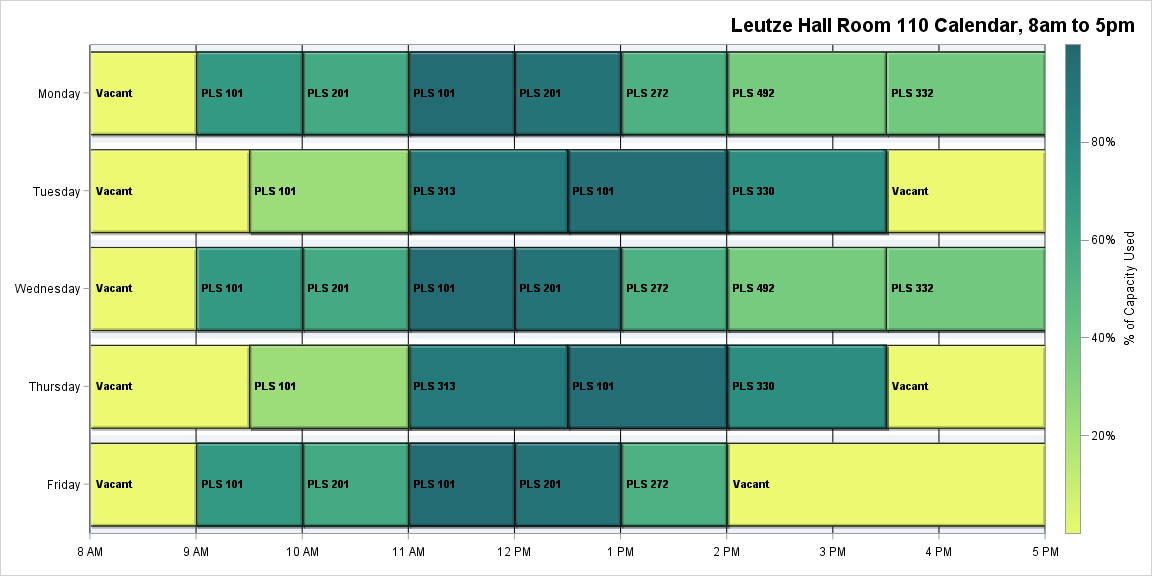 Leutze Hall Room 110 Calendar, 8am to 5pm
Monday
Vacant PLS 101 PLS 201 PLS 101 PLS 201 PLS 272 PLS 492 PLS 332
Tuesday
Vacant PLS 101 PLS 313 PLS 101 PLS 330 Vacant
Wednesday
Vacant PLS 101 PLS 201 PLS 101 PLS 201 PLS 272 PLS 492 PLS 332
Thursday
Vacant PLS 101 PLS 313 PLS 101 PLS 330 Vacant
Friday
Vacant PLS 101 PLS 201 PLS 101 PLS 201 PLS 272 Vacant
8 AM 9 AM 10 AM 11 AM 12 PM 1 PM 2 PM 3 PM 4 PM 5 PM
80%
60%
40%
20%
% of Capacity Used